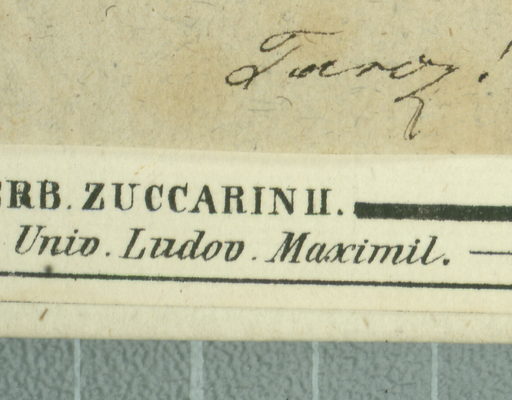 ERB. ZUCCARINII.
Univ. Ludov. Maximil.